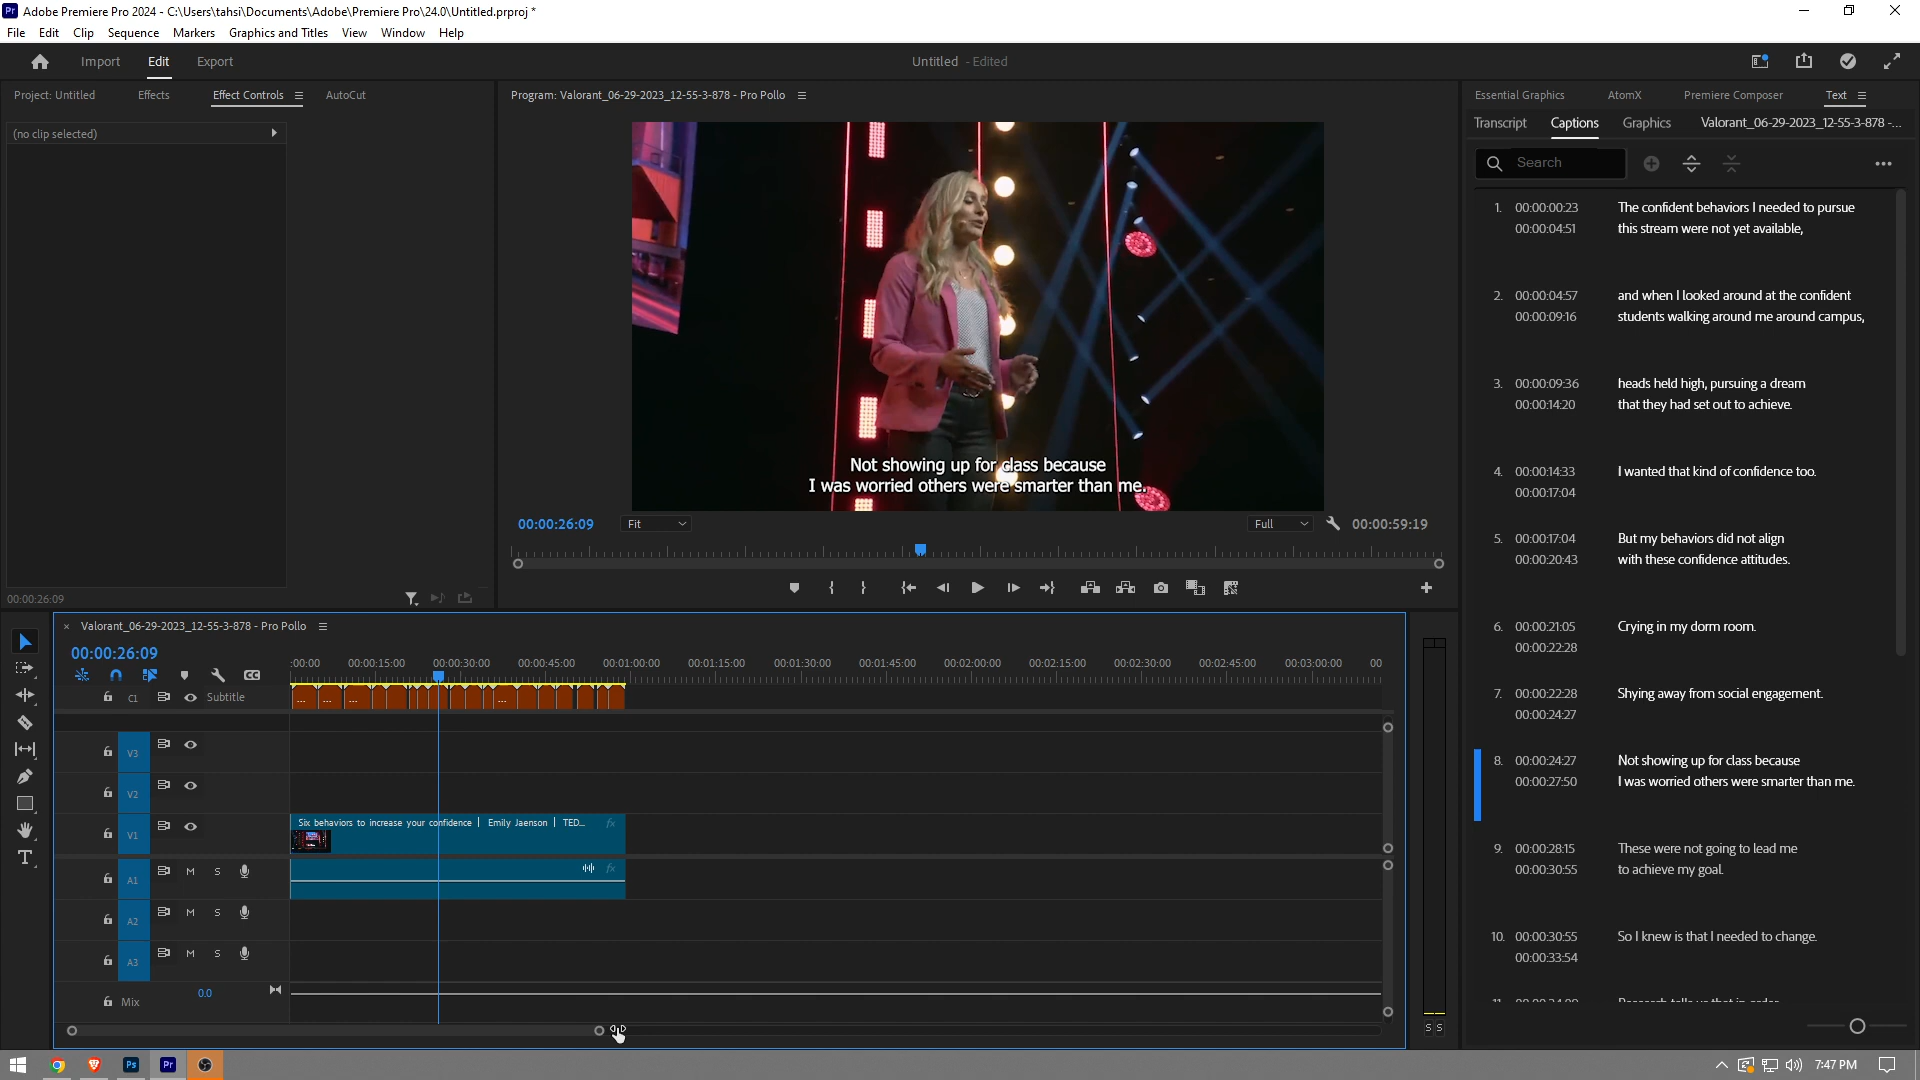 Pr Adobe Premiere Pro 2024 - C:\Users\tahsi\Documents\Adobe\Premiere Pro\24.0\Untitled.prproj *
File Edit Clip Sequence Markers Graphics and Titles View Window Help
Import Edit Export
Untitled - Edited
Project: Untitled Effects Effect Controls AutoCut
(no clip selected)
00:00:26:09
Program: Valorant_06-29-2023_12-55-3-878 - Pro Pollo
Not showing up for class because
I was worried others were smarter than me.
00:00:26:09 Fit Full 00:00:59:19
Essential Graphics AtomX Premiere Composer Text
Transcript Captions Graphics Valorant_06-29-2023_12-55-3-878 -...
Search
1. 00:00:00:23 The confident behaviors I needed to pursue
00:00:04:51 this stream were not yet available,
2. 00:00:04:57 and when I looked around at the confident
00:00:09:16 students walking around me around campus,
3. 00:00:09:36 heads held high, pursuing a dream
00:00:14:20 that they had set out to achieve.
4. 00:00:14:33 I wanted that kind of confidence too.
00:00:17:04
5. 00:00:17:04 But my behaviors did not align
00:00:20:43 with these confidence attitudes.
6. 00:00:21:05 Crying in my dorm room.
00:00:22:28
7. 00:00:22:28 Shying away from social engagement.
00:00:24:27
8. 00:00:24:27 Not showing up for class because
00:00:27:50 I was worried others were smarter than me.
9. 00:00:28:15 These were not going to lead me
00:00:30:55 to achieve my goal.
10. 00:00:30:55 So I knew is that I needed to change.
00:00:33:54
× Valorant_06-29-2023_12-55-3-878 - Pro Pollo
00:00:26:09
:00:00 00:00:15:00 00:00:30:00 00:00:45:00 00:01:00:00 00:01:15:00 00:01:30:00 00:01:45:00 00:02:00:00 00:02:15:00 00:02:30:00 00:02:45:00 00:03:00:00 00
CC
C1 Subtitle ... ... ... ...
V3
V2
V1 Six behaviors to increase your confidence | Emily Jaenson | TED... fx
A1 M S fx
A2 M S
A3 M S
Mix 0.0
S S
Ps Pr
7:47 PM